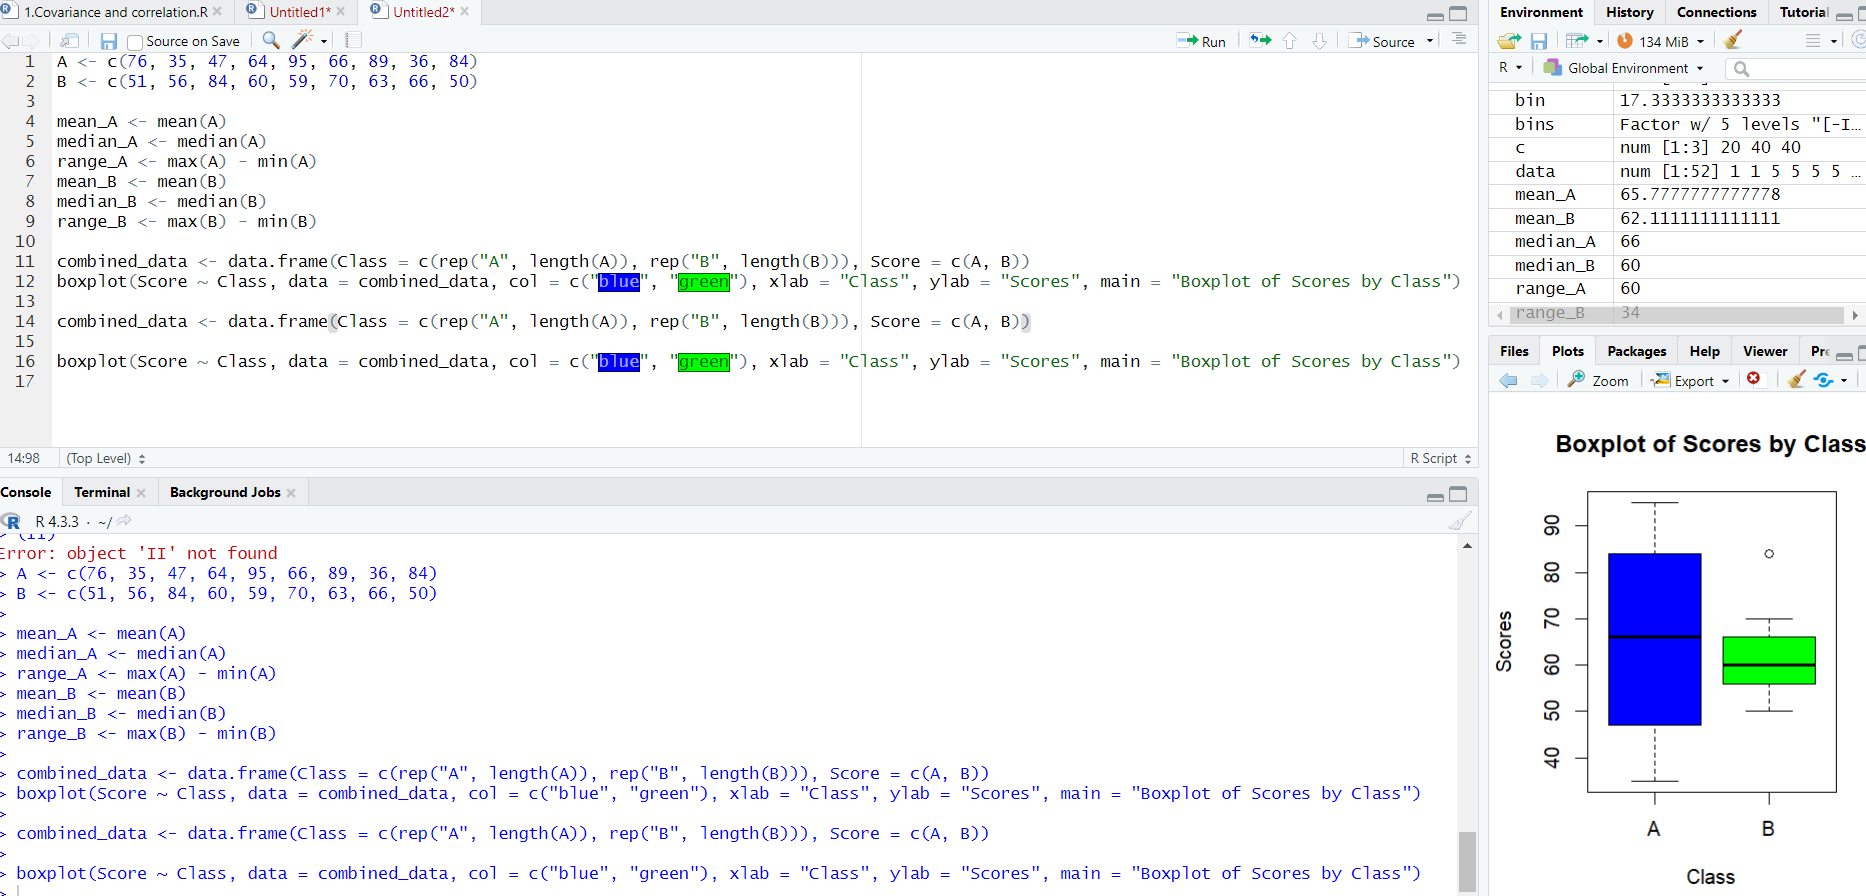 1.Covariance and correlation.R
Untitled1*
Untitled2*
Source on Save
Run
Source
1 A <- c(76, 35, 47, 64, 95, 66, 89, 36, 84)
2 B <- c(51, 56, 84, 60, 59, 70, 63, 66, 50)
3
4 mean_A <- mean(A)
5 median_A <- median(A)
6 range_A <- max(A) - min(A)
7 mean_B <- mean(B)
8 median_B <- median(B)
9 range_B <- max(B) - min(B)
10
11 combined_data <- data.frame(Class = c(rep("A", length(A)), rep("B", length(B))), Score = c(A, B))
12 boxplot(Score ~ Class, data = combined_data, col = c("blue", "green"), xlab = "Class", ylab = "Scores", main = "Boxplot of Scores by Class")
13
14 combined_data <- data.frame(Class = c(rep("A", length(A)), rep("B", length(B))), Score = c(A, B))
15
16 boxplot(Score ~ Class, data = combined_data, col = c("blue", "green"), xlab = "Class", ylab = "Scores", main = "Boxplot of Scores by Class")
17
14:98 (Top Level) R Script
Console Terminal Background Jobs
R 4.3.3 · ~/
> (II)
Error: object 'II' not found
> A <- c(76, 35, 47, 64, 95, 66, 89, 36, 84)
> B <- c(51, 56, 84, 60, 59, 70, 63, 66, 50)
>
> mean_A <- mean(A)
> median_A <- median(A)
> range_A <- max(A) - min(A)
> mean_B <- mean(B)
> median_B <- median(B)
> range_B <- max(B) - min(B)
>
> combined_data <- data.frame(Class = c(rep("A", length(A)), rep("B", length(B))), Score = c(A, B))
> boxplot(Score ~ Class, data = combined_data, col = c("blue", "green"), xlab = "Class", ylab = "Scores", main = "Boxplot of Scores by Class")
>
> combined_data <- data.frame(Class = c(rep("A", length(A)), rep("B", length(B))), Score = c(A, B))
>
> boxplot(Score ~ Class, data = combined_data, col = c("blue", "green"), xlab = "Class", ylab = "Scores", main = "Boxplot of Scores by Class")
>
Environment History Connections Tutorial
134 MiB
R Global Environment
bin 17.3333333333333
bins Factor w/ 5 levels "[-I…
c num [1:3] 20 40 40
data num [1:52] 1 1 5 5 5 5 …
mean_A 65.7777777777778
mean_B 62.1111111111111
median_A 66
median_B 60
range_A 60
range_B 34
Files Plots Packages Help Viewer Pre
Zoom Export
Boxplot of Scores by Class
90
80
70
60
50
40
Scores
A B
Class